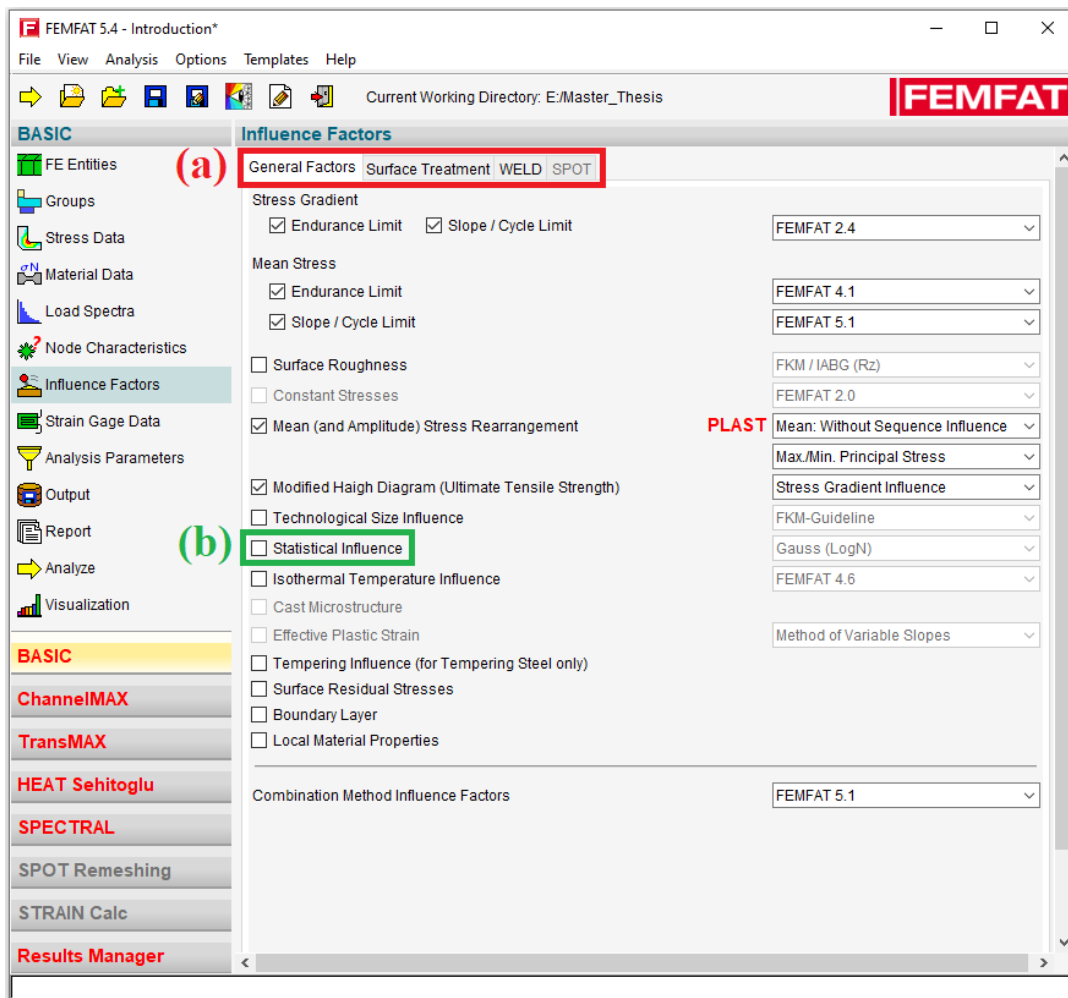 FEMFAT 5.4 - Introduction*
File View Analysis Options Templates Help
Current Working Directory: E:/Master_Thesis
FEMFAT
BASIC
Influence Factors
FE Entities
(a)
General Factors Surface Treatment WELD SPOT
Groups
Stress Gradient
Endurance Limit Slope / Cycle Limit FEMFAT 2.4
Stress Data
Mean Stress
Material Data
σN
Endurance Limit FEMFAT 4.1
Load Spectra
Slope / Cycle Limit FEMFAT 5.1
Node Characteristics
Surface Roughness FKM / IABG (Rz)
Influence Factors
Constant Stresses FEMFAT 2.0
Strain Gage Data
Mean (and Amplitude) Stress Rearrangement PLAST Mean: Without Sequence Influence
Analysis Parameters
Max./Min. Principal Stress
Output
Modified Haigh Diagram (Ultimate Tensile Strength) Stress Gradient Influence
Report
Technological Size Influence FKM-Guideline
(b)
Statistical Influence Gauss (LogN)
Analyze
Isothermal Temperature Influence FEMFAT 4.6
Visualization
Cast Microstructure
Effective Plastic Strain Method of Variable Slopes
BASIC
Tempering Influence (for Tempering Steel only)
Surface Residual Stresses
ChannelMAX
Boundary Layer
TransMAX
Local Material Properties
HEAT Sehitoglu
Combination Method Influence Factors FEMFAT 5.1
SPECTRAL
SPOT Remeshing
STRAIN Calc
Results Manager